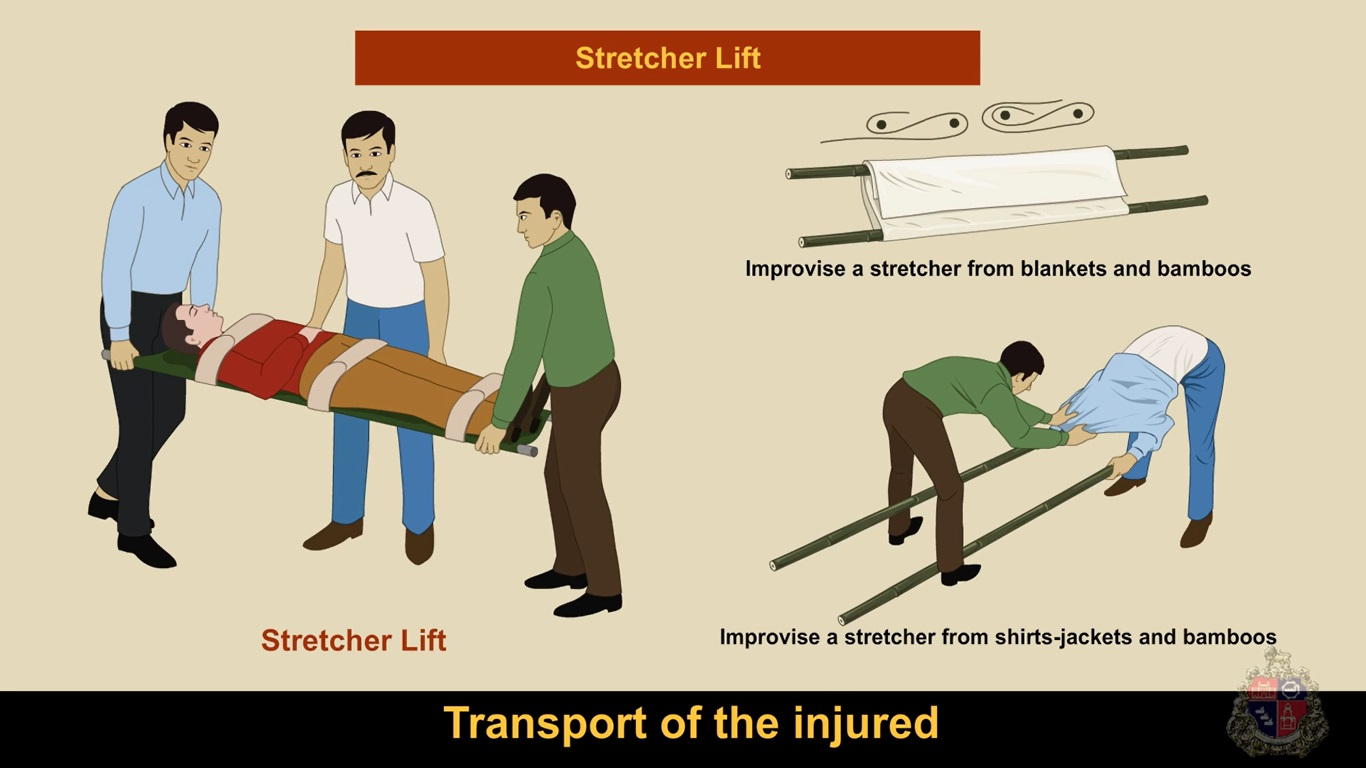 Stretcher Lift
Improvise a stretcher from blankets and bamboos
Improvise a stretcher from shirts-jackets and bamboos
Stretcher Lift
Transport of the injured